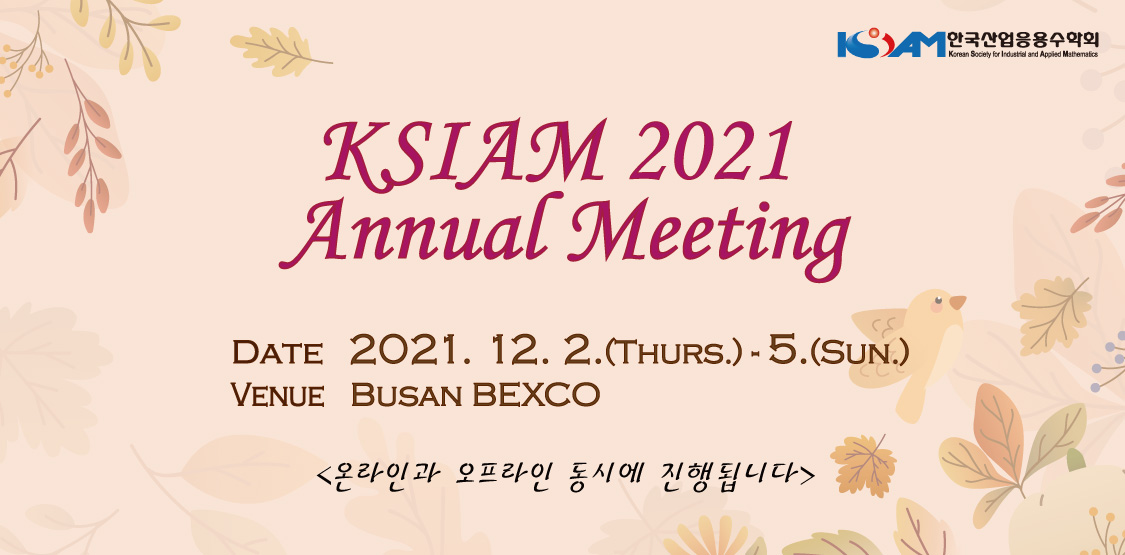 KSIAM 한국산업응용수학회
Korean Society for Industrial and Applied Mathematics
KSIAM 2021
Annual Meeting
DATE 2021. 12. 2.(THURS.) - 5.(SUN.)
VENUE BUSAN BEXCO
<온라인과 오프라인 동시에 진행됩니다>